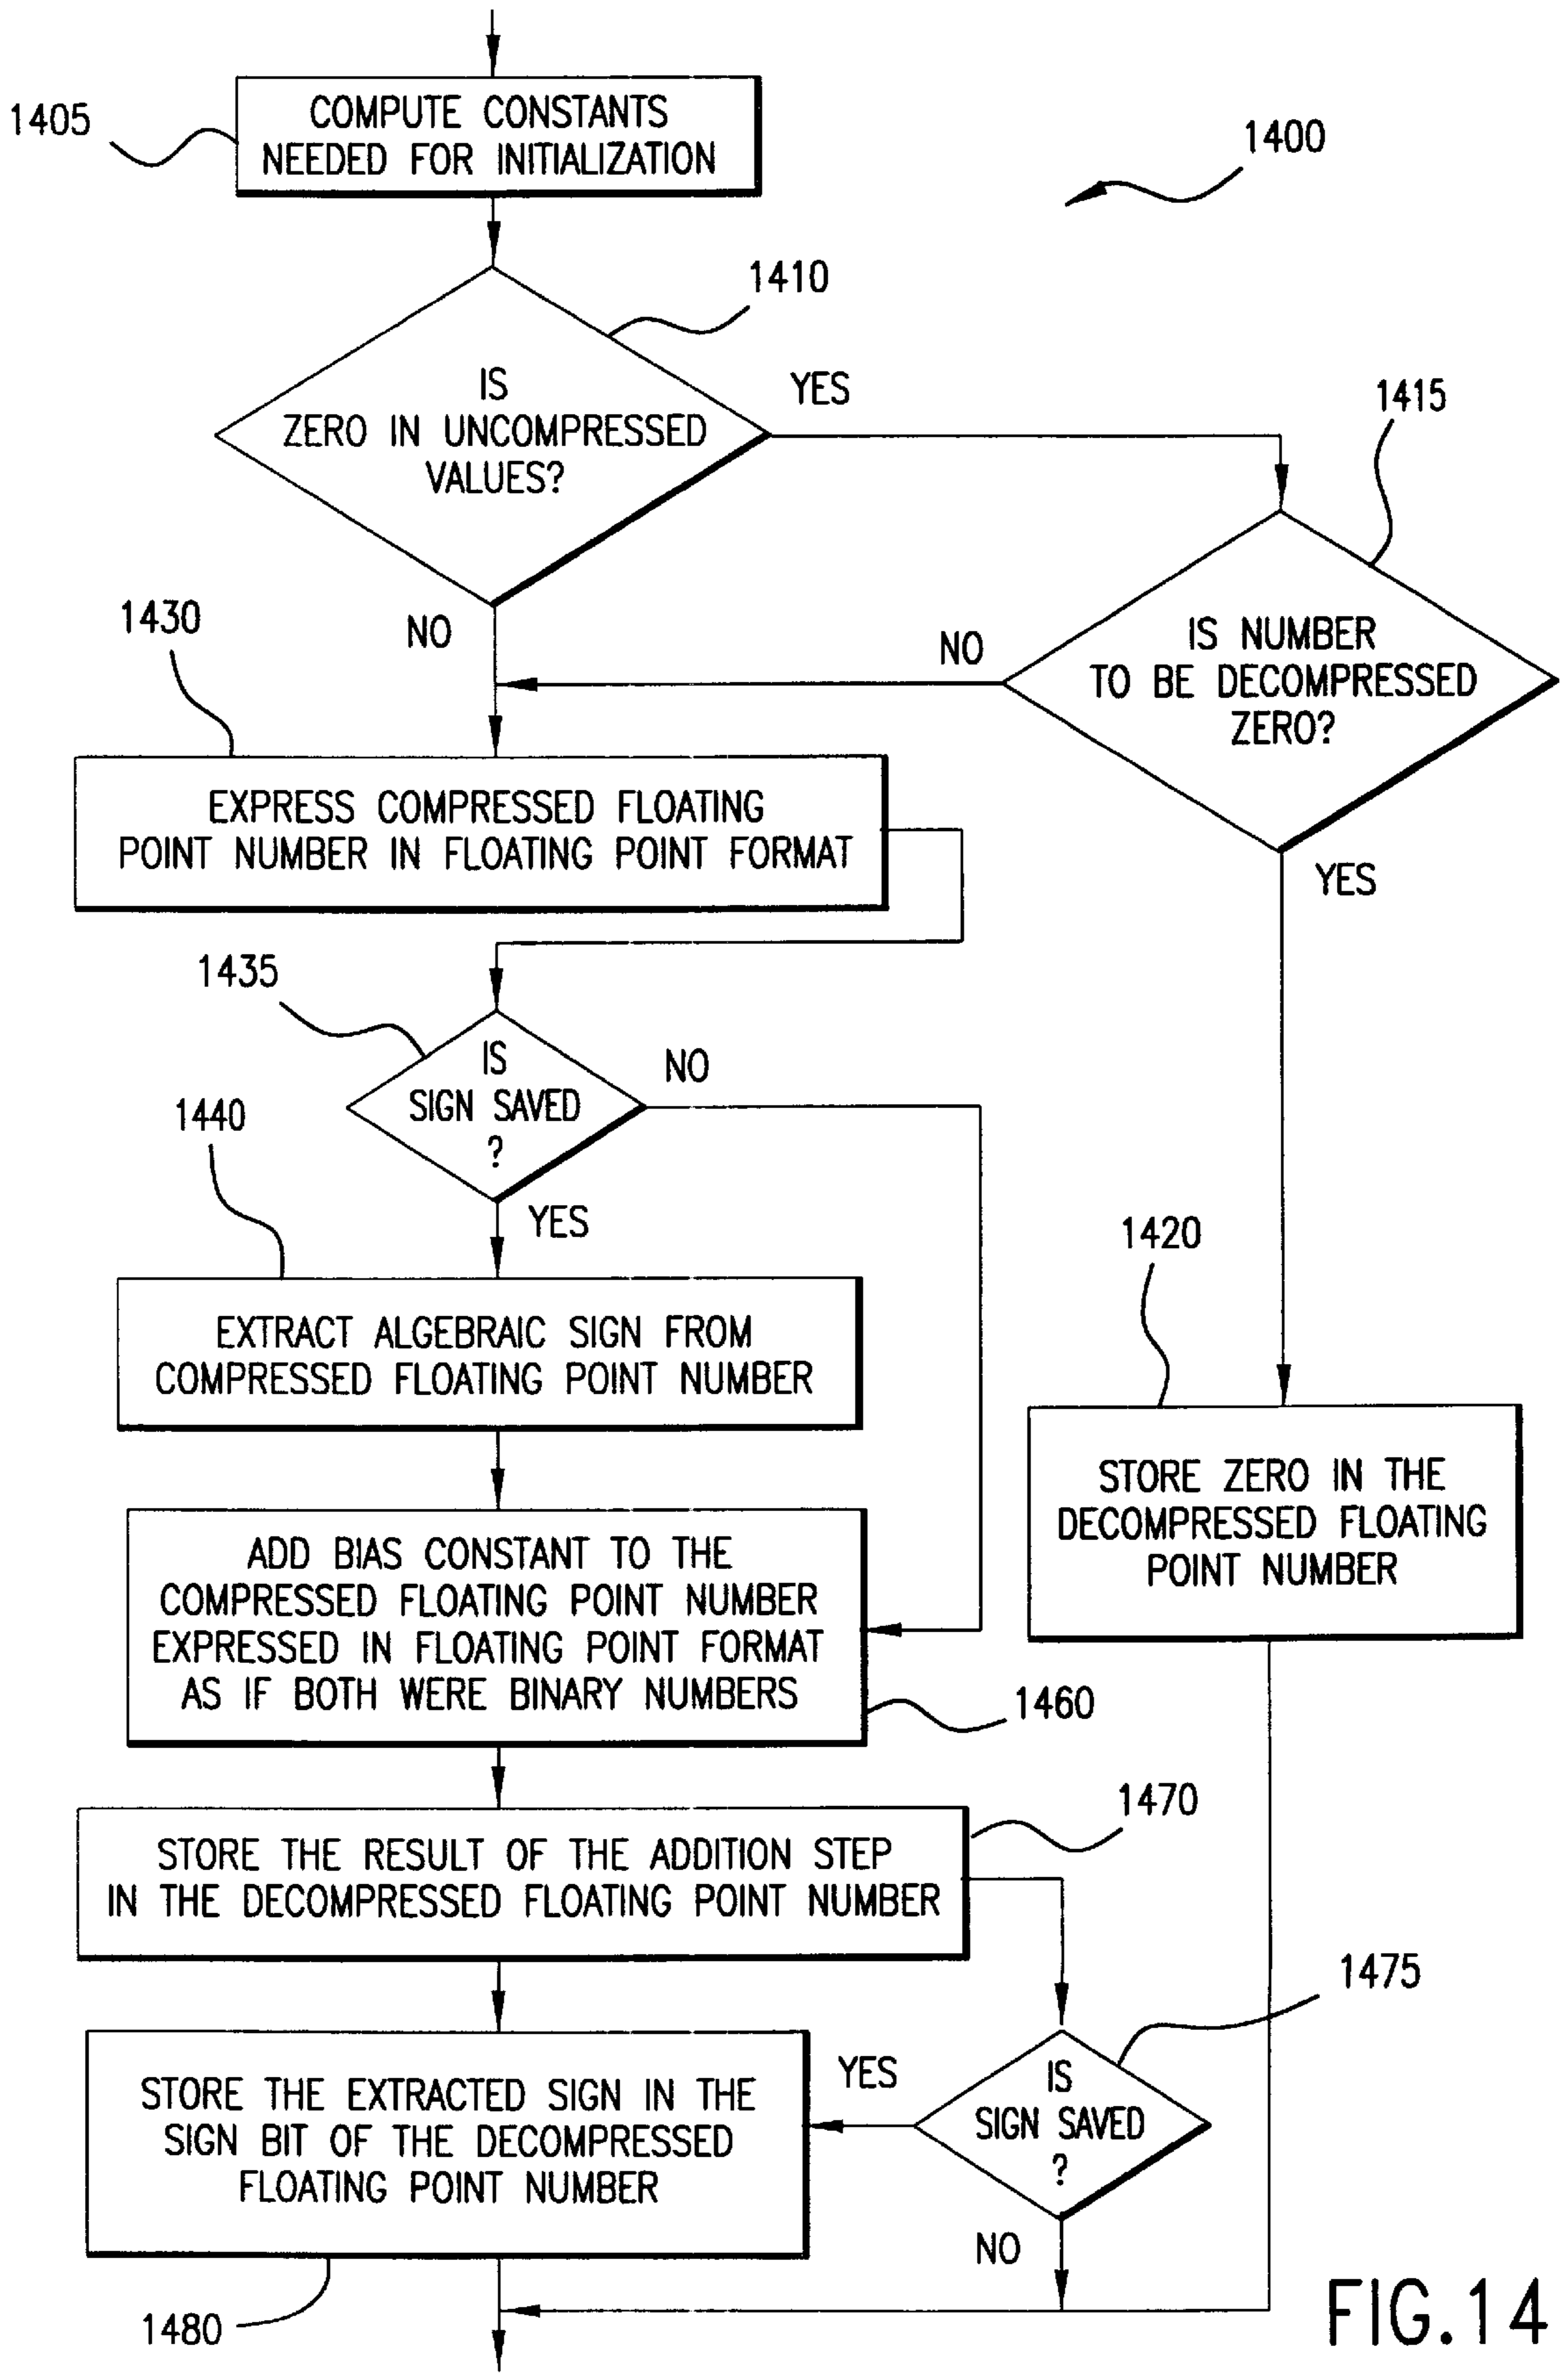 1405
COMPUTE CONSTANTS
NEEDED FOR INITIALIZATION
1400
1410
IS
ZERO IN UNCOMPRESSED
VALUES?
YES
1415
NO
IS NUMBER
TO BE DECOMPRESSED
ZERO?
NO
YES
1430
EXPRESS COMPRESSED FLOATING
POINT NUMBER IN FLOATING POINT FORMAT
1435
IS
SIGN SAVED
?
NO
YES
1440
EXTRACT ALGEBRAIC SIGN FROM
COMPRESSED FLOATING POINT NUMBER
1420
STORE ZERO IN THE
DECOMPRESSED FLOATING
POINT NUMBER
ADD BIAS CONSTANT TO THE
COMPRESSED FLOATING POINT NUMBER
EXPRESSED IN FLOATING POINT FORMAT
AS IF BOTH WERE BINARY NUMBERS
1460
STORE THE RESULT OF THE ADDITION STEP
IN THE DECOMPRESSED FLOATING POINT NUMBER
1470
1475
IS
SIGN SAVED
?
YES
NO
STORE THE EXTRACTED SIGN IN THE
SIGN BIT OF THE DECOMPRESSED
FLOATING POINT NUMBER
1480
FIG.14